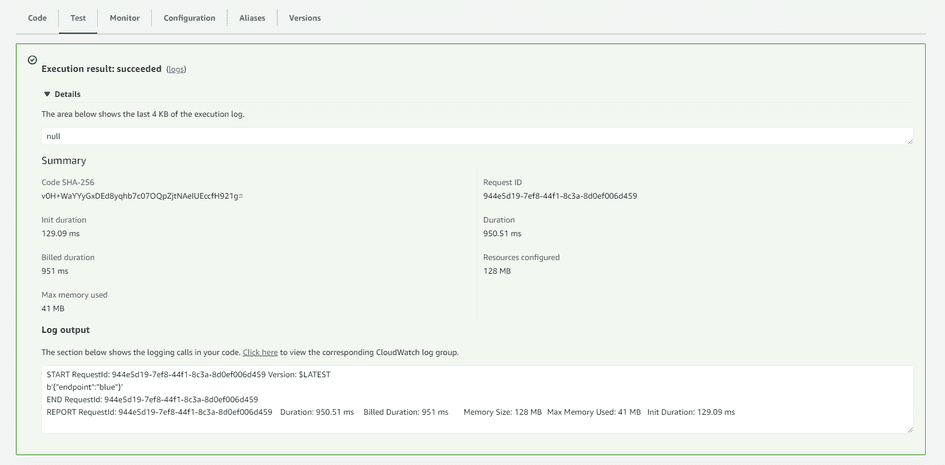 Code Test Monitor Configuration Aliases Versions
Execution result: succeeded (logs)
Details
The area below shows the last 4 KB of the execution log.
null
Summary
Code SHA-256
v0H+WaYYyGxDEd8yqhb7c07OQpZjtNAeIUEccfH921g=
Request ID
944e5d19-7ef8-44f1-8c3a-8d0ef006d459
Init duration
129.09 ms
Duration
950.51 ms
Billed duration
951 ms
Resources configured
128 MB
Max memory used
41 MB
Log output
The section below shows the logging calls in your code. Click here to view the corresponding CloudWatch log group.
START RequestId: 944e5d19-7ef8-44f1-8c3a-8d0ef006d459 Version: $LATEST
b'{"endpoint":"blue"}'
END RequestId: 944e5d19-7ef8-44f1-8c3a-8d0ef006d459
REPORT RequestId: 944e5d19-7ef8-44f1-8c3a-8d0ef006d459 Duration: 950.51 ms Billed Duration: 951 ms Memory Size: 128 MB Max Memory Used: 41 MB Init Duration: 129.09 ms